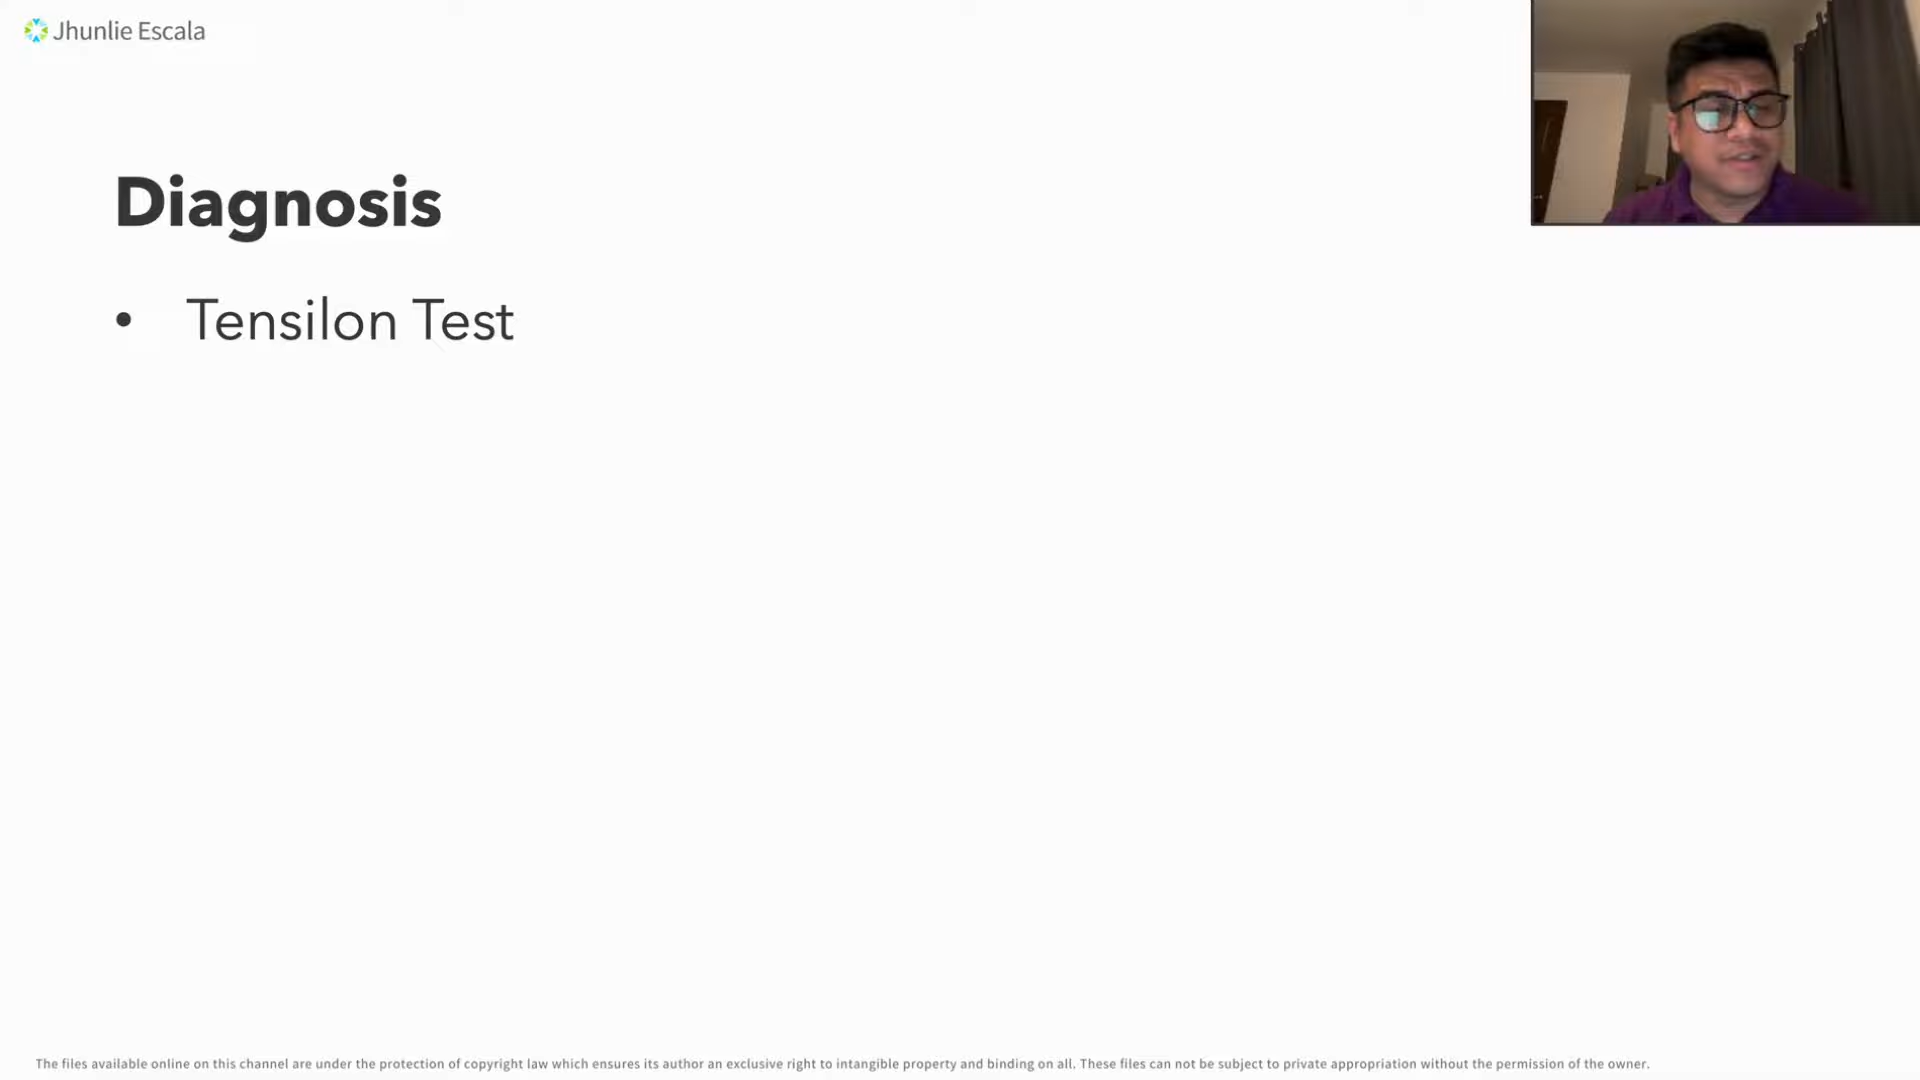 Jhunlie Escala
Diagnosis
• Tensilon Test
The files available online on this channel are under the protection of copyright law which ensures its author an exclusive right to intangible property and binding on all. These files can not be subject to private appropriation without the permission of the owner.